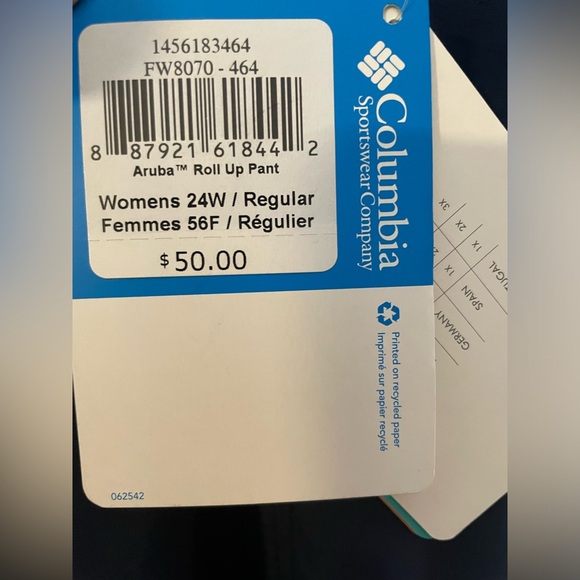 1456183464
FW8070 - 464
8 87921 61844 2
Aruba™ Roll Up Pant
Womens 24W / Regular
Femmes 56F / Régulier
$50.00
Columbia
Sportswear Company
Printed on recycled paper
Imprimé sur papier recyclé
062542
3X
2X
1X
1X
TUGAL
SPAIN
GERMANY